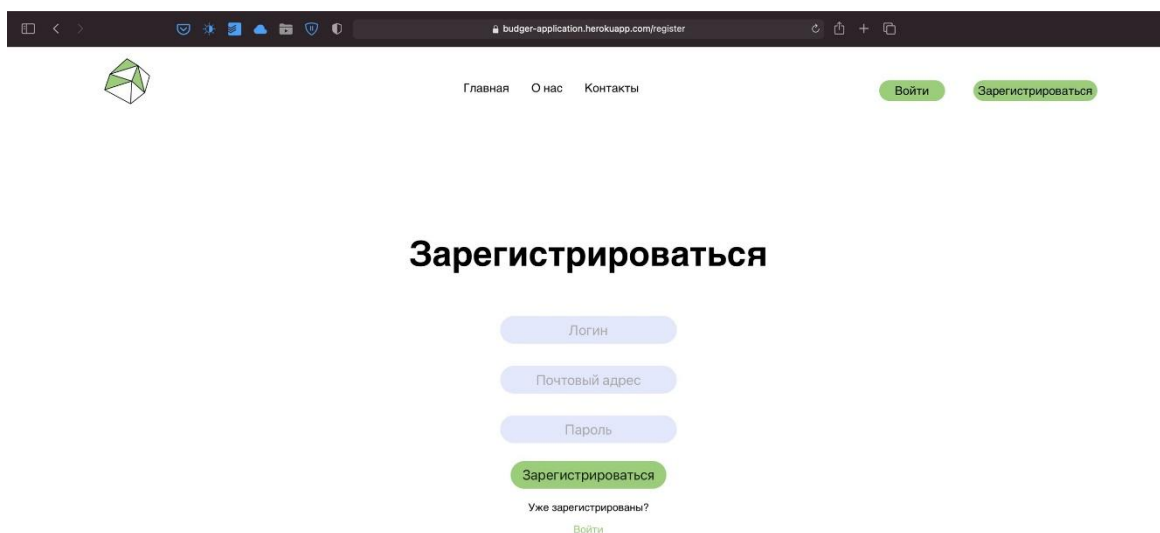 budger-application.herokuapp.com/register
Главная О нас Контакты Войти Зарегистрироваться
Зарегистрироваться
Логин
Почтовый адрес
Пароль
Зарегистрироваться
Уже зарегистрированы?
Войти